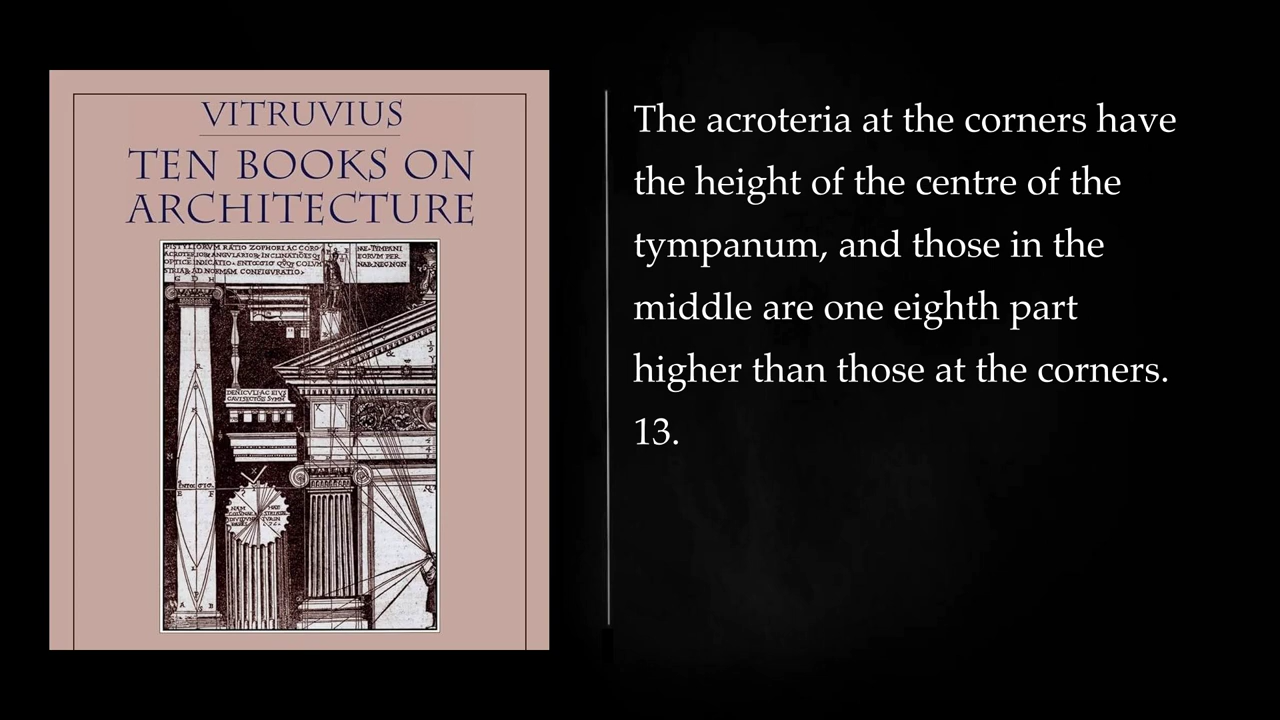 VITRUVIUS
TEN BOOKS ON
ARCHITECTURE
The acroteria at the corners have
the height of the centre of the
tympanum, and those in the
middle are one eighth part
higher than those at the corners.
13.